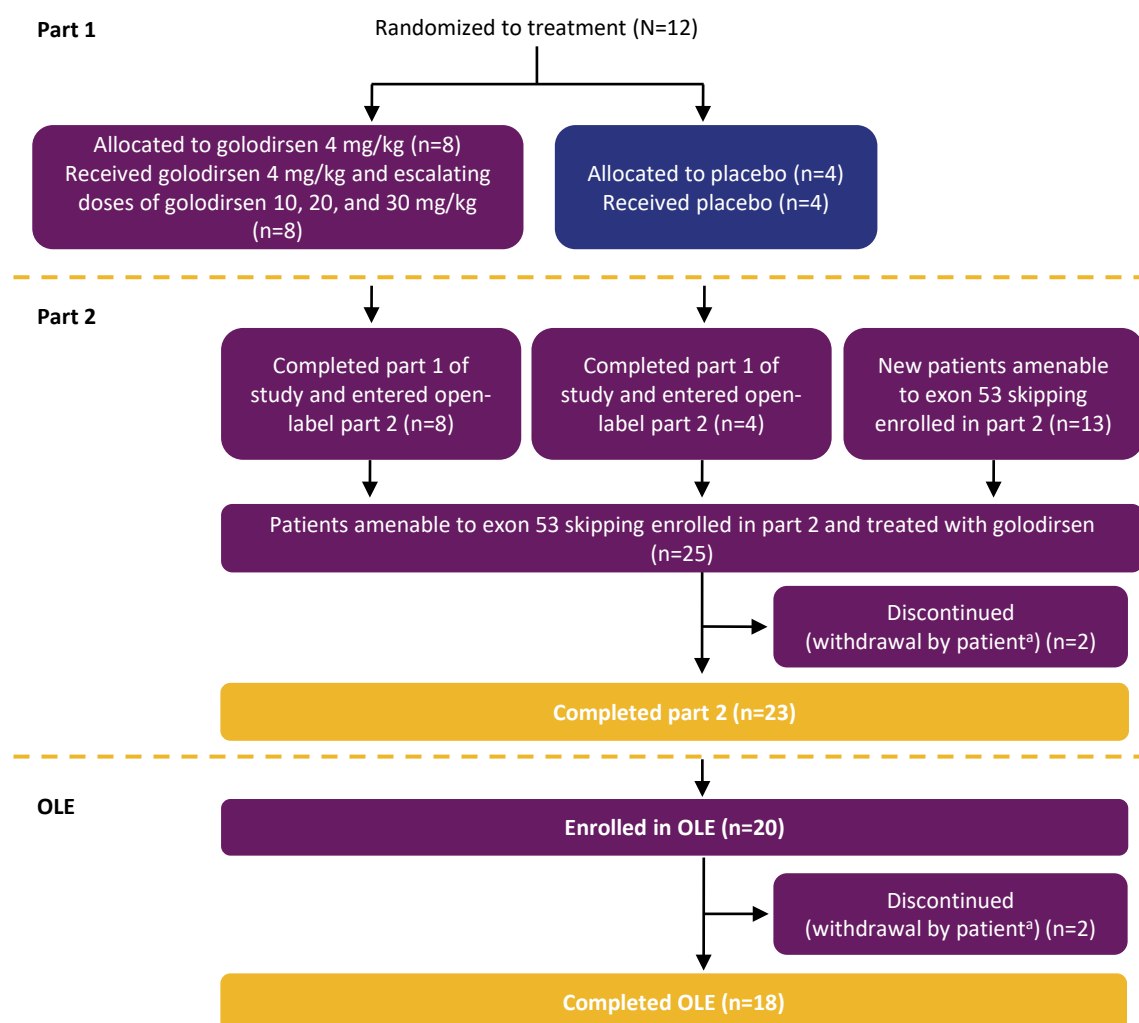 Part 1
Randomized to treatment (N=12)
Allocated to golodirsen 4 mg/kg (n=8)
Received golodirsen 4 mg/kg and escalating
doses of golodirsen 10, 20, and 30 mg/kg
(n=8)
Allocated to placebo (n=4)
Received placebo (n=4)
Part 2
Completed part 1 of
study and entered open-
label part 2 (n=8)
Completed part 1 of
study and entered open-
label part 2 (n=4)
New patients amenable
to exon 53 skipping
enrolled in part 2 (n=13)
Patients amenable to exon 53 skipping enrolled in part 2 and treated with golodirsen
(n=25)
Discontinued
(withdrawal by patientᵃ) (n=2)
Completed part 2 (n=23)
OLE
Enrolled in OLE (n=20)
Discontinued
(withdrawal by patientᵃ) (n=2)
Completed OLE (n=18)